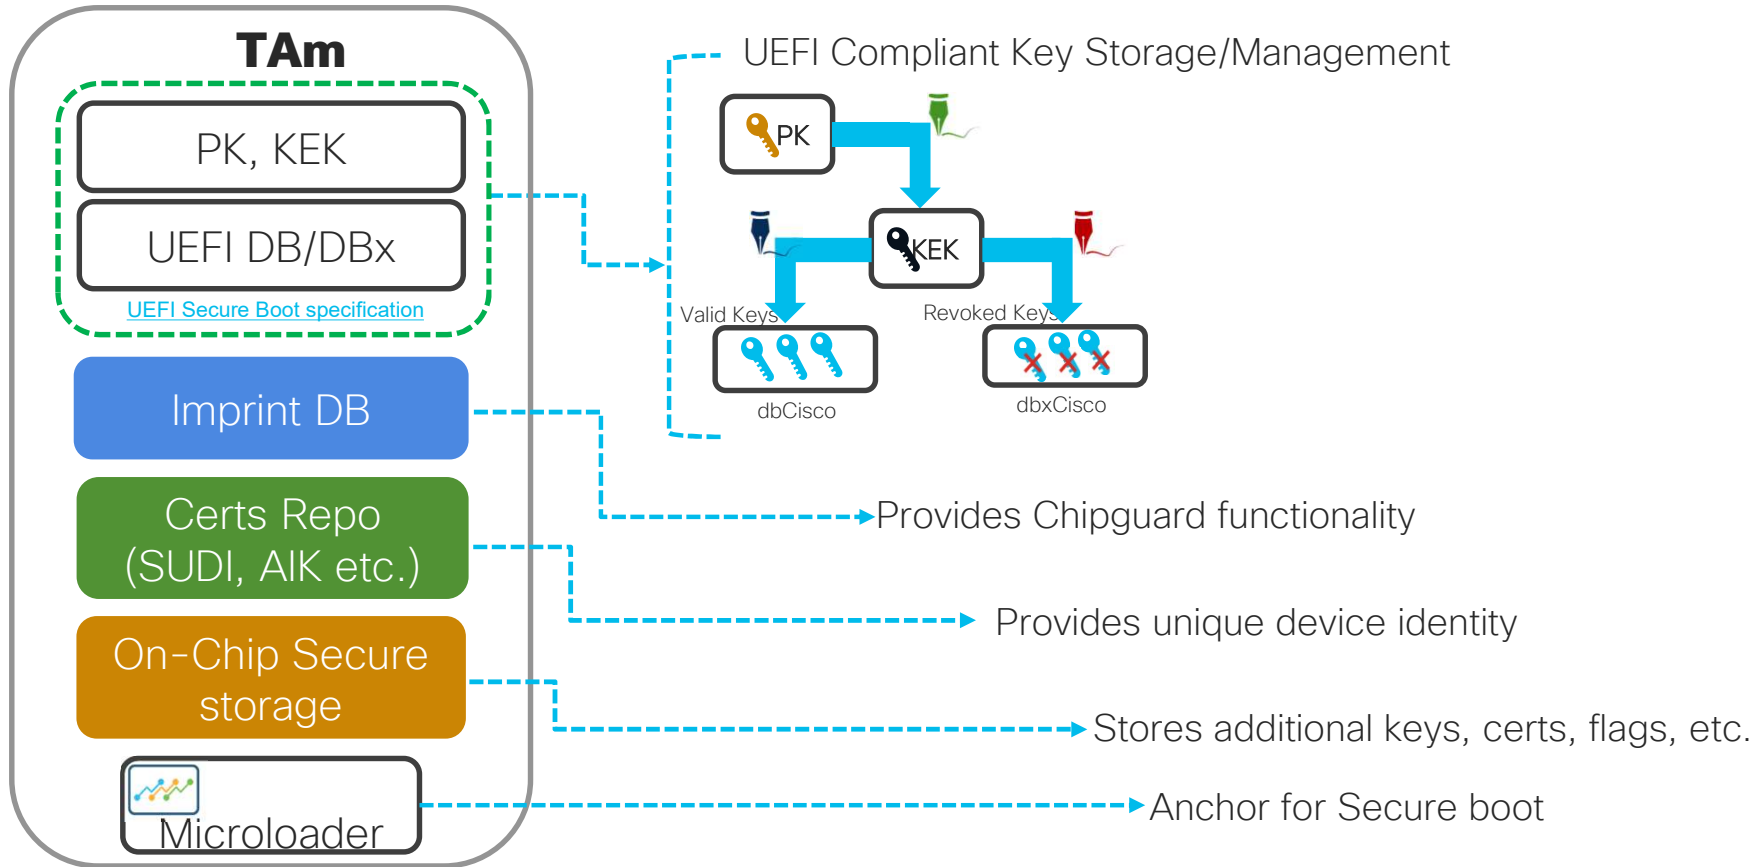 TAm
PK, KEK
UEFI DB/DBx
UEFI Secure Boot specification
Imprint DB
Certs Repo
(SUDI, AIK etc.)
On-Chip Secure
storage
Microloader
UEFI Compliant Key Storage/Management
PK
KEK
Valid Keys
Revoked Keys
dbCisco
dbxCisco
Provides Chipguard functionality
Provides unique device identity
Stores additional keys, certs, flags, etc.
Anchor for Secure boot